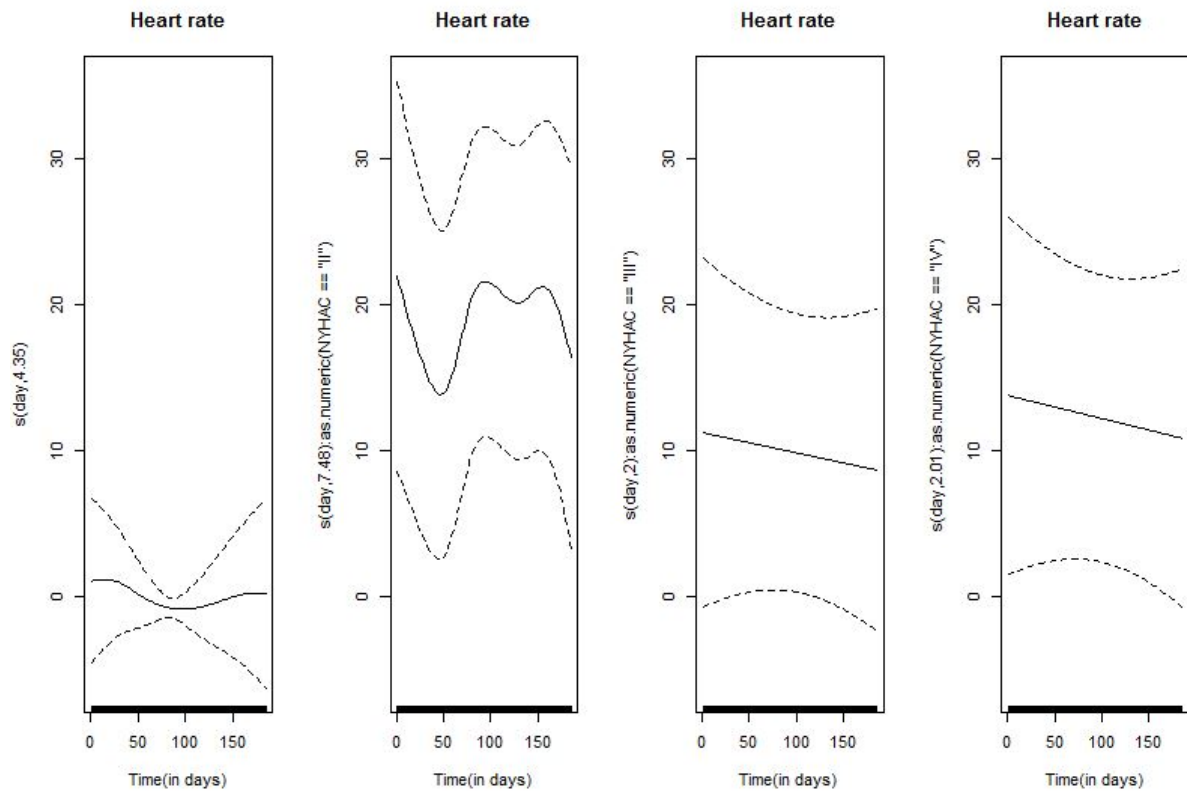 Heart rate
s(day,4.35)
30
20
10
0
0 50 100 150
Time(in days)
Heart rate
s(day,7.48):as.numeric(NYHAC == "II")
30
20
10
0
0 50 100 150
Time(in days)
Heart rate
s(day,2):as.numeric(NYHAC == "III")
30
20
10
0
0 50 100 150
Time(in days)
Heart rate
s(day,2.01):as.numeric(NYHAC == "IV")
30
20
10
0
0 50 100 150
Time(in days)